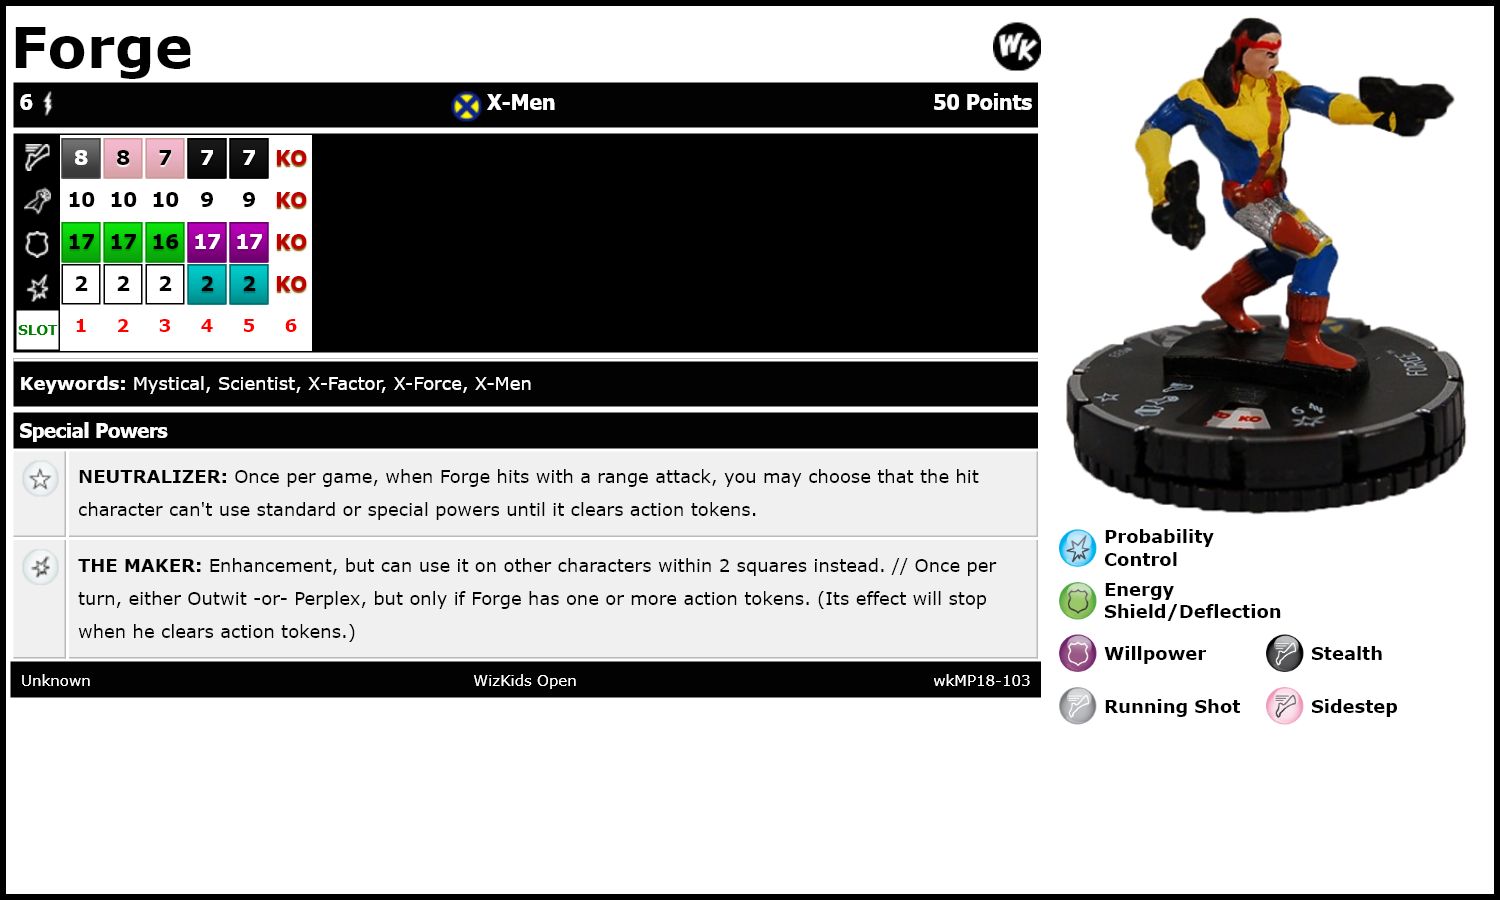 Forge
WK
6 X-Men 50 Points
8 8 7 7 7 KO
10 10 10 9 9 KO
17 17 16 17 17 KO
2 2 2 2 2 KO
SLOT 1 2 3 4 5 6
Keywords: Mystical, Scientist, X-Factor, X-Force, X-Men
Special Powers
NEUTRALIZER: Once per game, when Forge hits with a range attack, you may choose that the hit
character can't use standard or special powers until it clears action tokens.
THE MAKER: Enhancement, but can use it on other characters within 2 squares instead. // Once per
turn, either Outwit -or- Perplex, but only if Forge has one or more action tokens. (Its effect will stop
when he clears action tokens.)
Unknown WizKids Open wkMP18-103
FORGE
KO
6
Probability
Control
Energy
Shield/Deflection
Willpower Stealth
Running Shot Sidestep